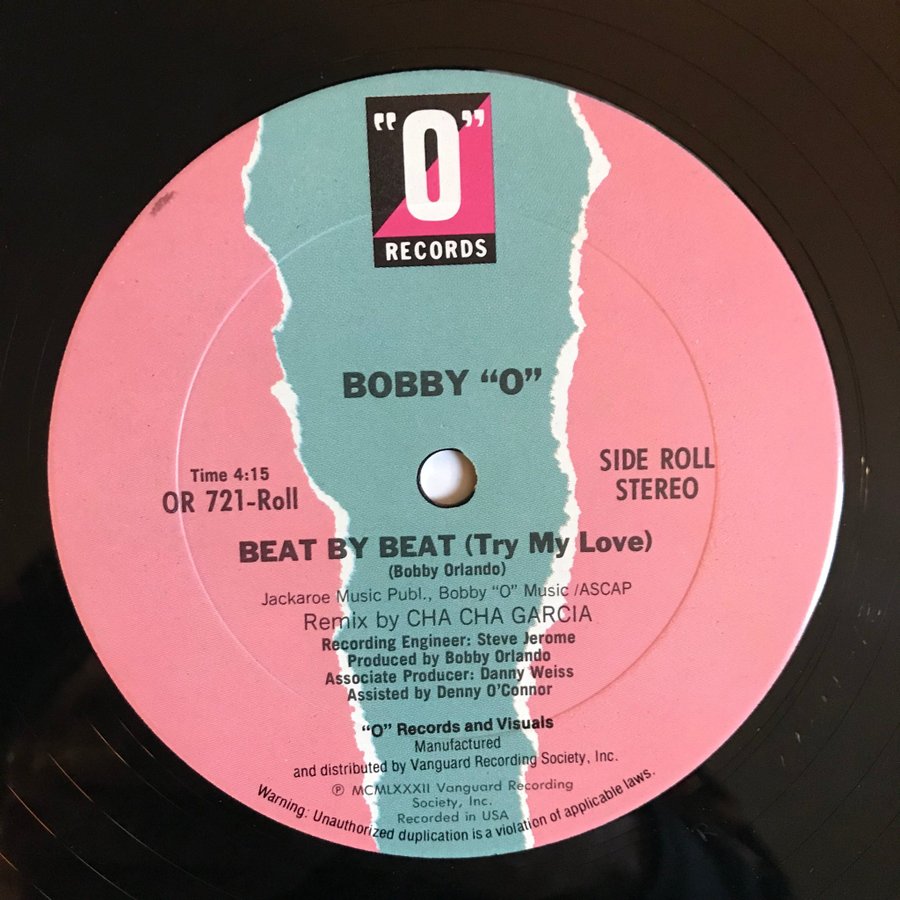 "O"
RECORDS
BOBBY "O"
Time 4:15
OR 721-Roll
SIDE ROLL
STEREO
BEAT BY BEAT (Try My Love)
(Bobby Orlando)
Jackaroe Music Publ., Bobby "O" Music /ASCAP
Remix by CHA CHA GARCIA
Recording Engineer: Steve Jerome
Produced by Bobby Orlando
Associate Producer: Danny Weiss
Assisted by Denny O'Connor
"O" Records and Visuals
Manufactured
and distributed by Vanguard Recording Society, Inc.
℗ MCMLXXXII Vanguard Recording
Society, Inc.
Recorded in USA
Warning: Unauthorized duplication is a violation of applicable laws.